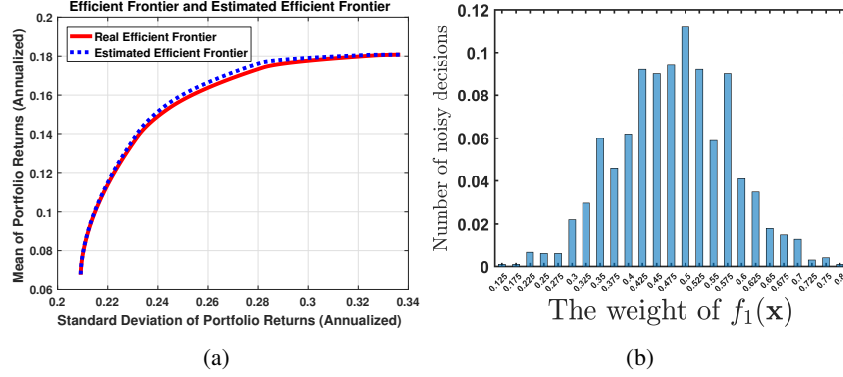 Efficient Frontier and Estimated Efficient Frontier
Real Efficient Frontier
Estimated Efficient Frontier
Mean of Portfolio Returns (Annualized)
0.2
0.18
0.16
0.14
0.12
0.1
0.08
0.06
0.2 0.22 0.24 0.26 0.28 0.3 0.32 0.34
Standard Deviation of Portfolio Returns (Annualized)
(a)
Number of noisy decisions
0.12
0.1
0.08
0.06
0.04
0.02
0
0.125 0.175 0.225 0.25 0.275 0.3 0.325 0.35 0.375 0.4 0.425 0.45 0.475 0.5 0.525 0.55 0.575 0.6 0.625 0.65 0.675 0.7 0.725 0.75 0.8
The weight of f₁(x)
(b)